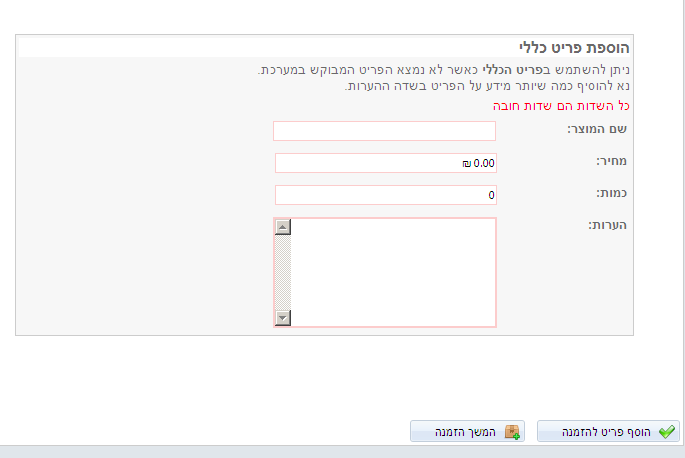 הוספת פריט כללי
ניתן להשתמש בפריט הכללי כאשר לא נמצא הפריט המבוקש במערכת.
נא להוסיף כמה שיותר מידע על הפריט בשדה ההערות.
כל השדות הם שדות חובה
שם המוצר:
מחיר:
0.00 ₪
כמות:
0
הערות:
הוסף פריט להזמנה
המשך הזמנה